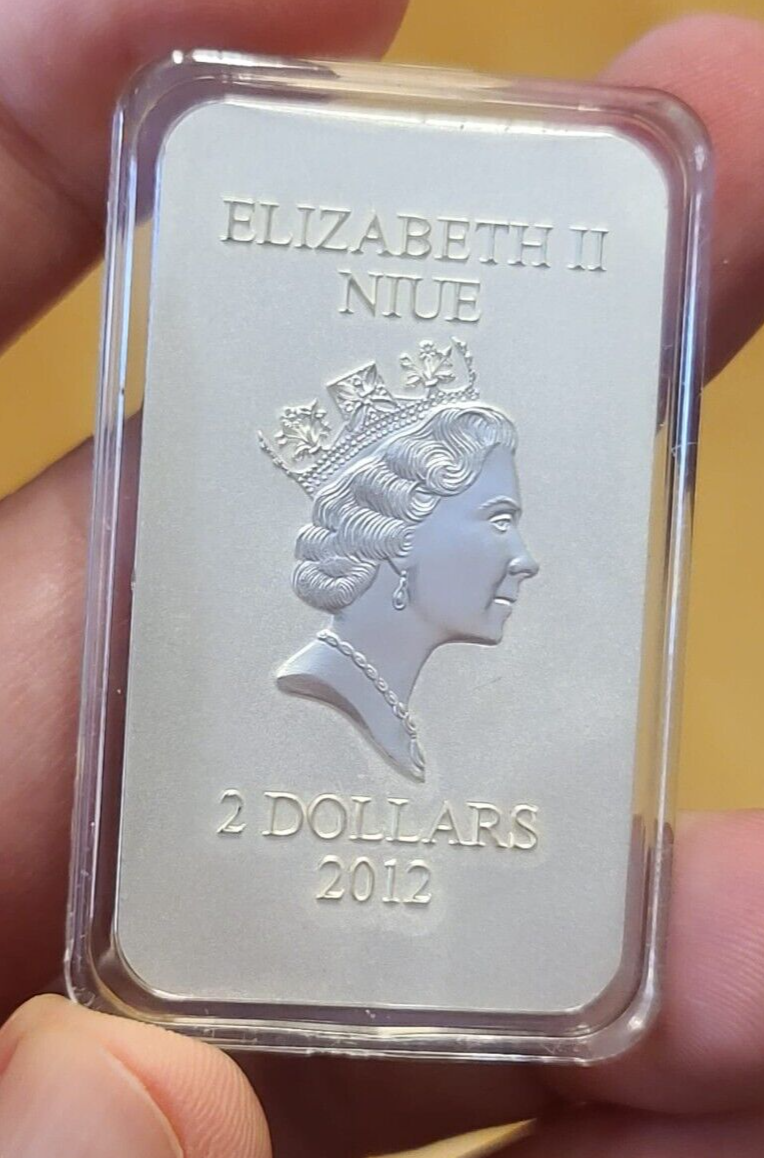 ELIZABETH II
NIUE
2 DOLLARS
2012